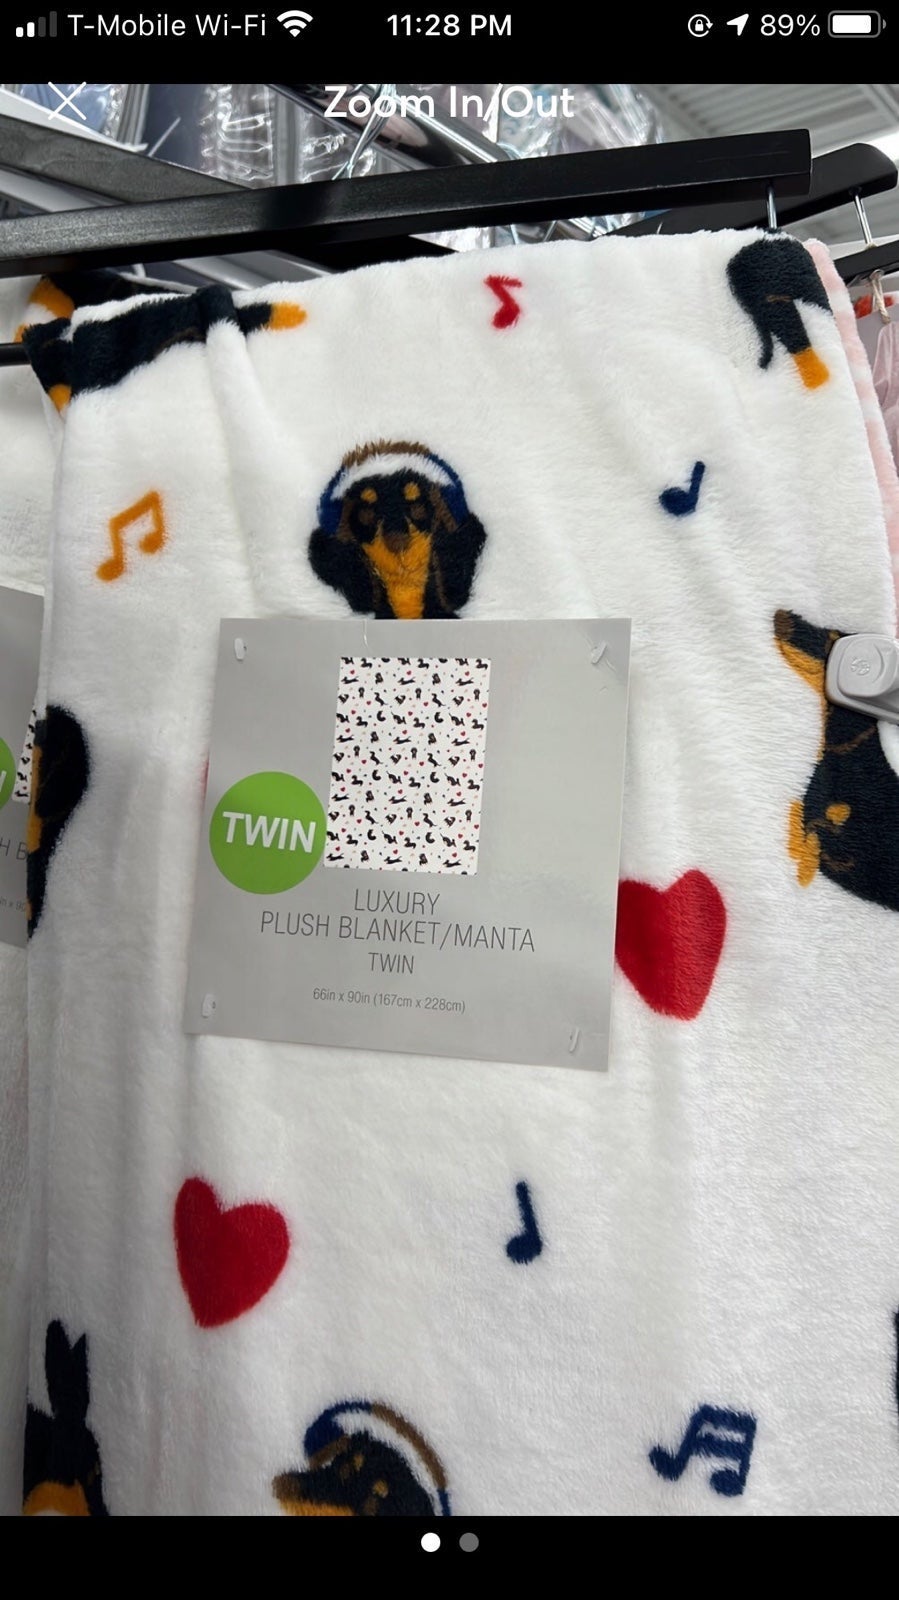 T-Mobile Wi-Fi 11:28 PM 89%
Zoom In/Out
TWIN
LUXURY
PLUSH BLANKET/MANTA
TWIN
66in x 90in (167cm x 228cm)